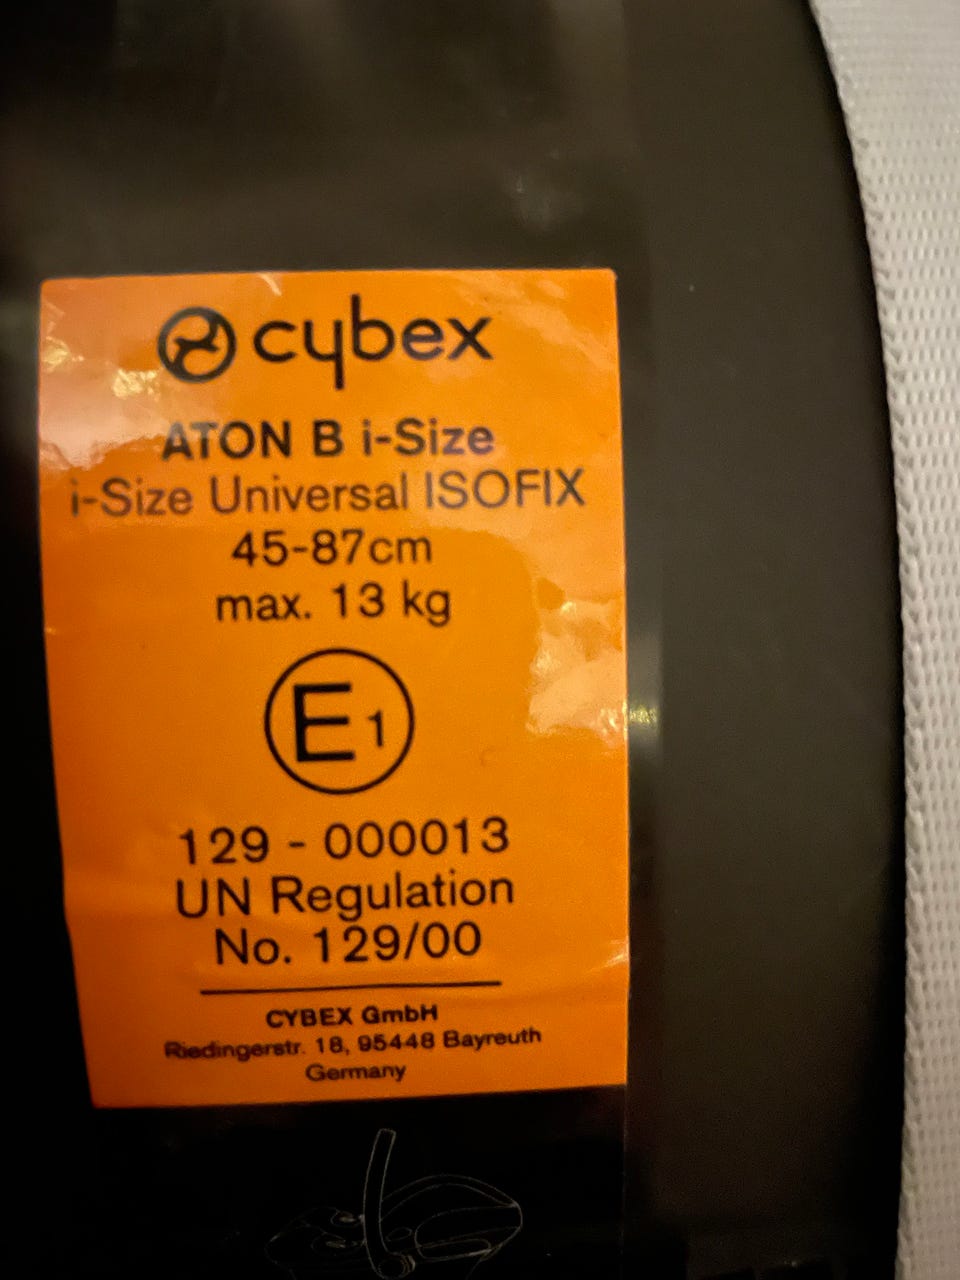 cybex
ATON B i-Size
i-Size Universal ISOFIX
45-87cm
max. 13 kg
E1
129 - 000013
UN Regulation
No. 129/00
CYBEX GmbH
Riedingerstr. 18, 95448 Bayreuth
Germany